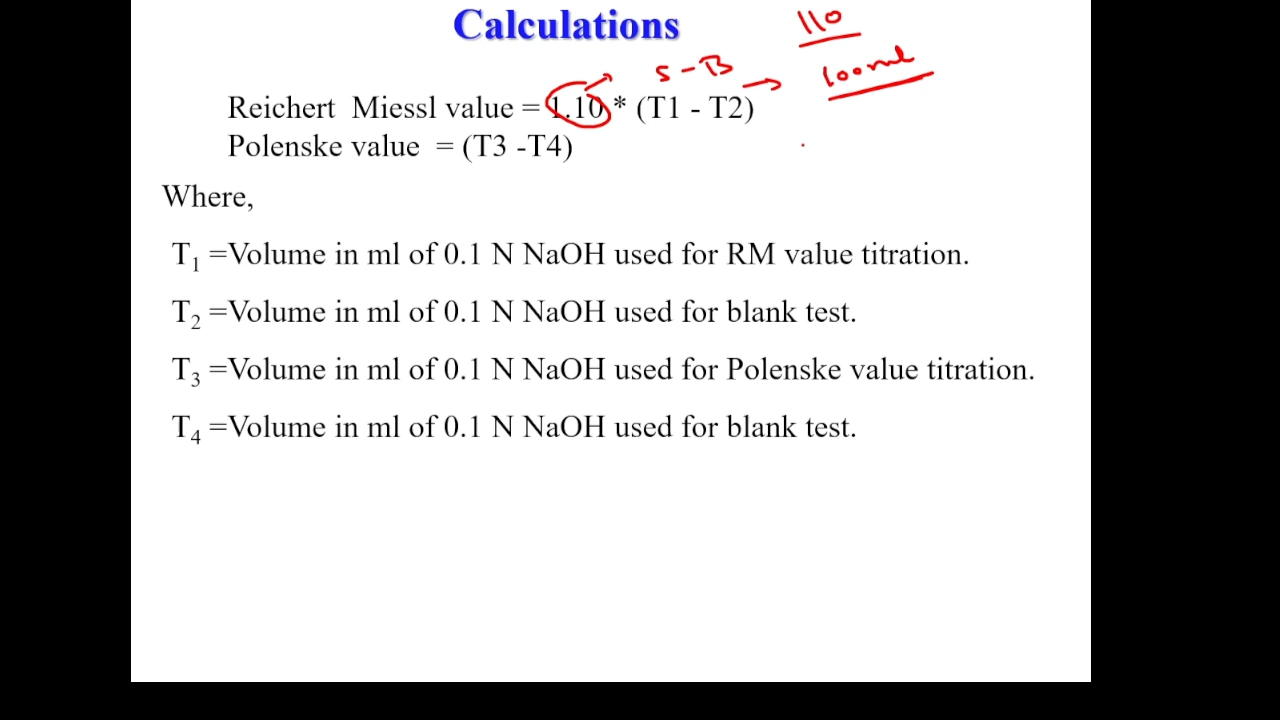 Calculations
110
S - B
100ml
Reichert Miessl value = 1.10 * (T1 - T2)
Polenske value = (T3 -T4)
Where,
T1 =Volume in ml of 0.1 N NaOH used for RM value titration.
T2 =Volume in ml of 0.1 N NaOH used for blank test.
T3 =Volume in ml of 0.1 N NaOH used for Polenske value titration.
T4 =Volume in ml of 0.1 N NaOH used for blank test.